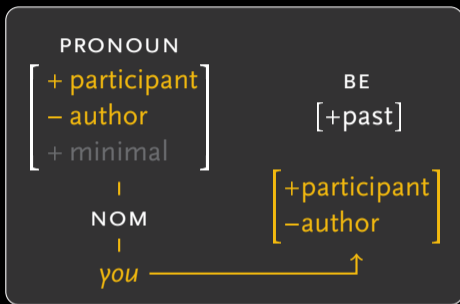 PRONOUN
+ participant
– author
+ minimal
NOM
you
BE
[+past]
+participant
–author